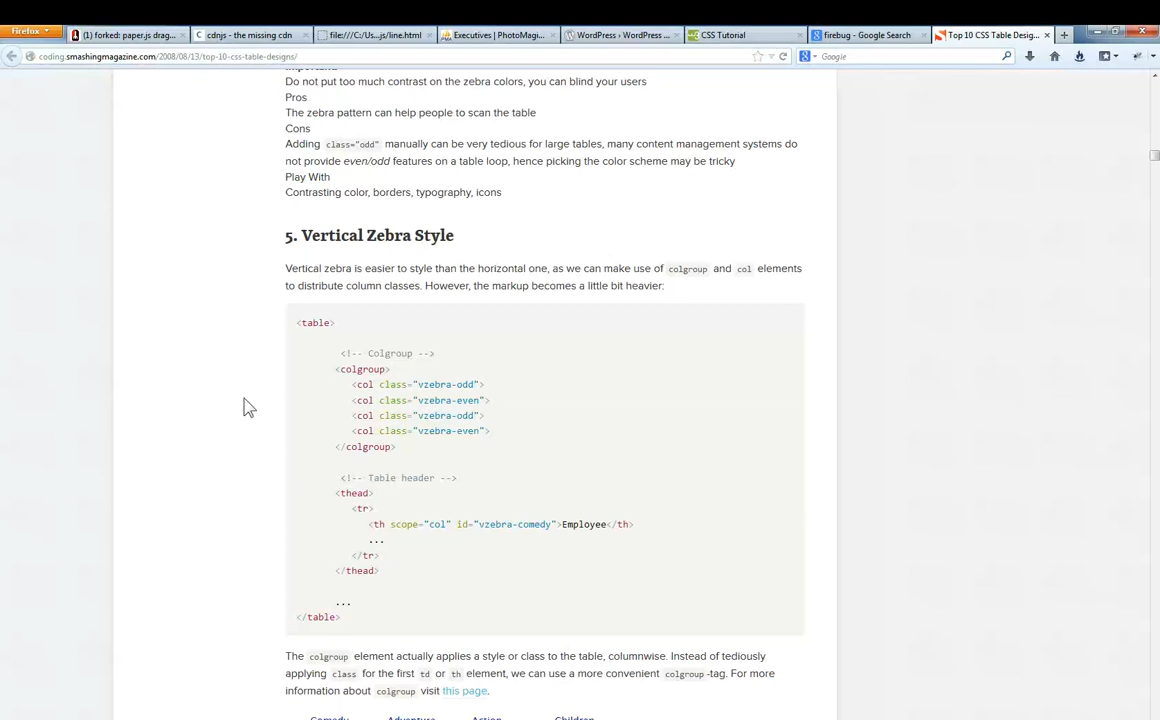 Firefox
(1) forked: paper.js drag...
cdnjs - the missing cdn
file:///C:/Us...js/line.html
Executives | PhotoMagi...
WordPress › WordPress ...
CSS Tutorial
firebug - Google Search
Top 10 CSS Table Desig...
coding.smashingmagazine.com/2008/08/13/top-10-css-table-designs/
Google
Do not put too much contrast on the zebra colors, you can blind your users
Pros
The zebra pattern can help people to scan the table
Cons
Adding class="odd" manually can be very tedious for large tables, many content management systems do
not provide even/odd features on a table loop, hence picking the color scheme may be tricky
Play With
Contrasting color, borders, typography, icons
5. Vertical Zebra Style
Vertical zebra is easier to style than the horizontal one, as we can make use of colgroup and col elements
to distribute column classes. However, the markup becomes a little bit heavier:
<table>
<!-- Colgroup -->
<colgroup>
<col class="vzebra-odd">
<col class="vzebra-even">
<col class="vzebra-odd">
<col class="vzebra-even">
</colgroup>
<!-- Table header -->
<thead>
<tr>
<th scope="col" id="vzebra-comedy">Employee</th>
...
</tr>
</thead>
...
</table>
The colgroup element actually applies a style or class to the table, columnwise. Instead of tediously
applying class for the first td or th element, we can use a more convenient colgroup-tag. For more
information about colgroup visit this page.
Comedy Adventure Action Children